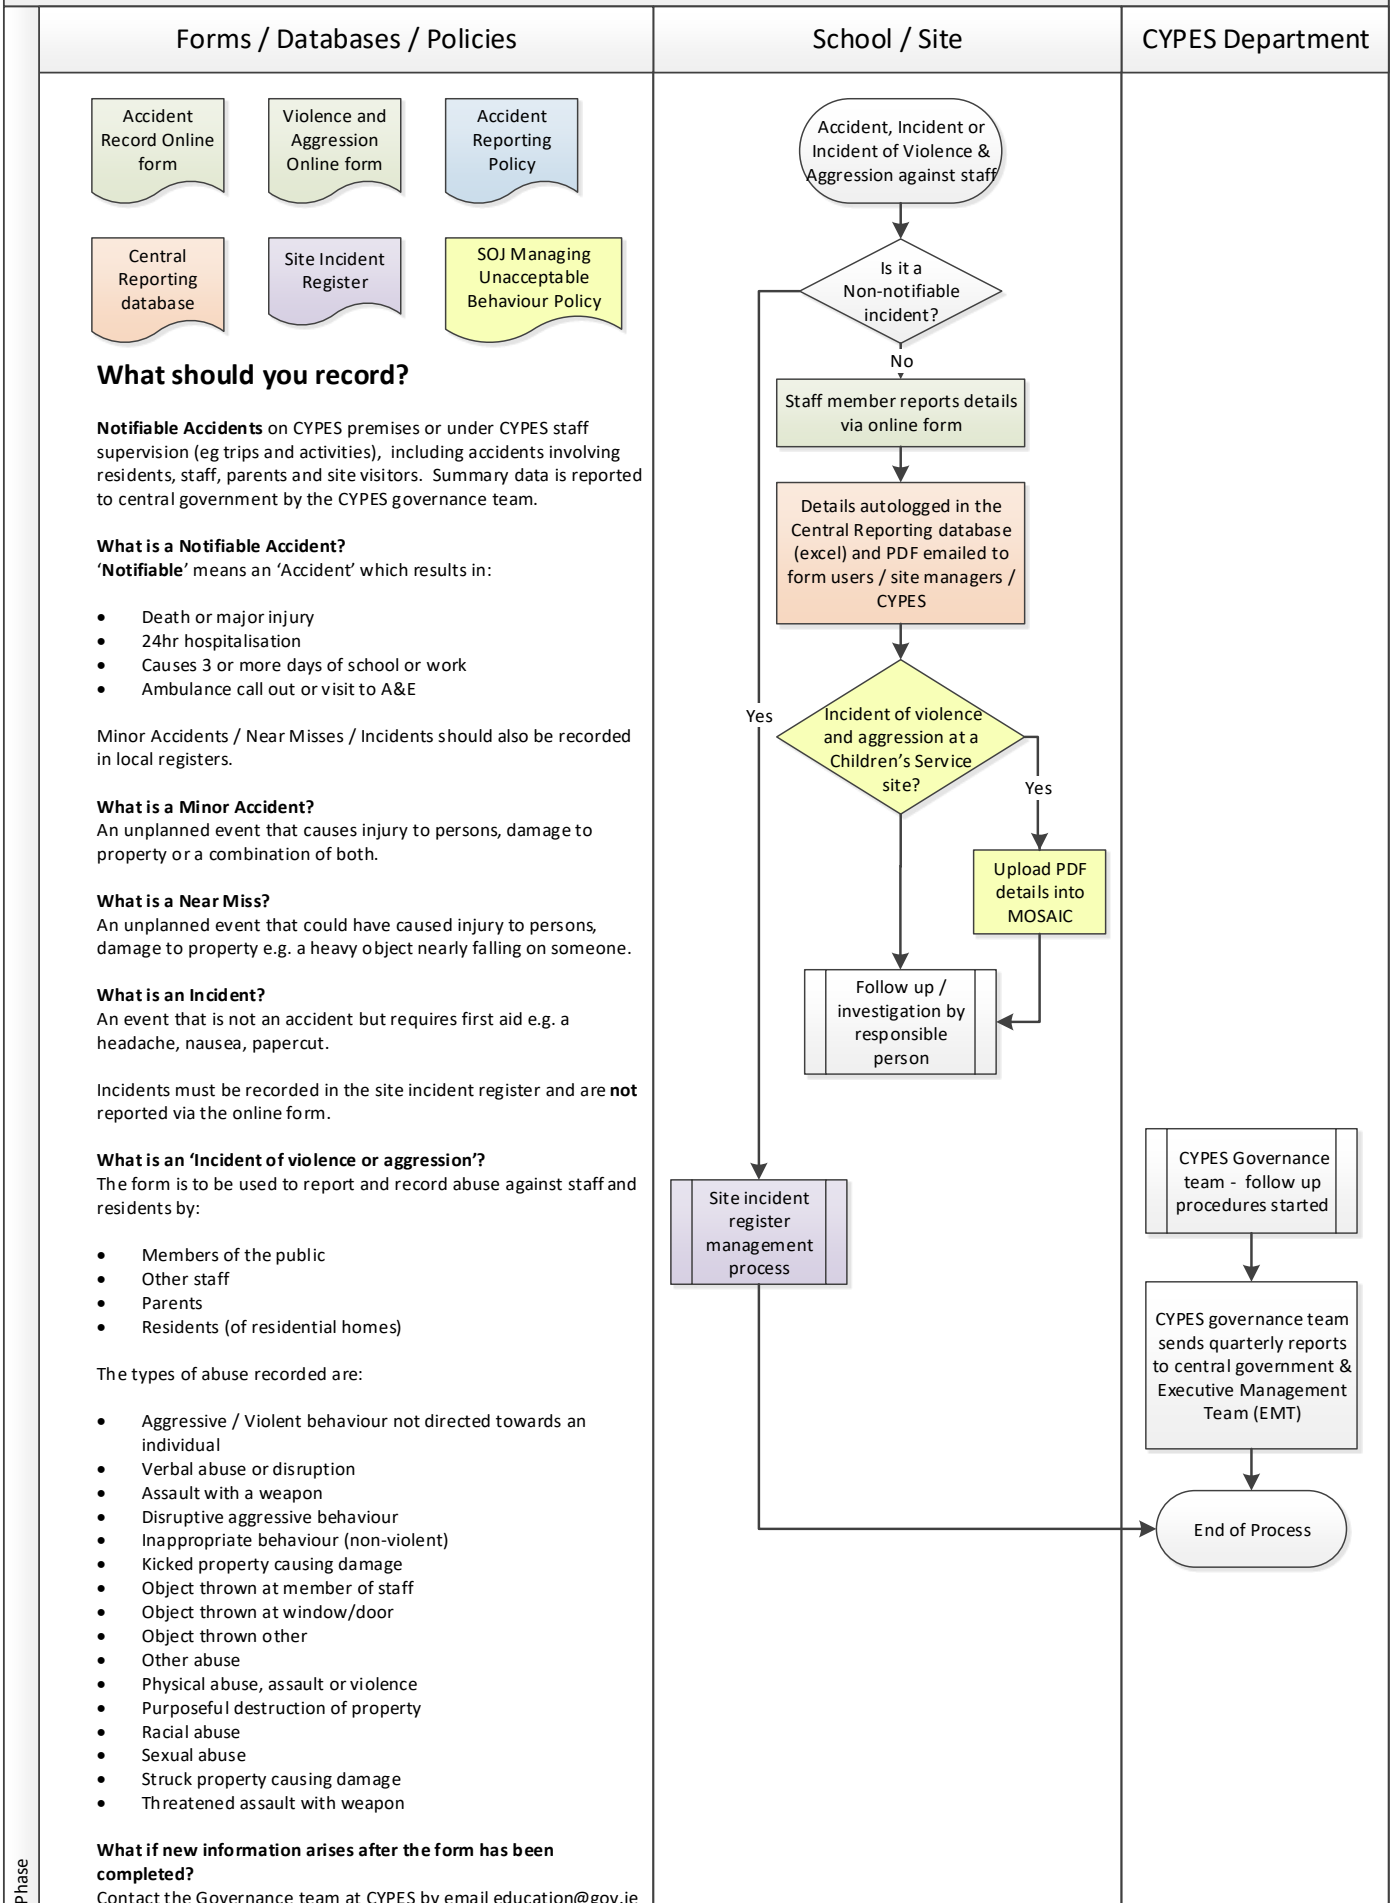 Forms / Databases / Policies
School / Site
CYPES Department
Accident
Record Online
form
Violence and
Aggression
Online form
Accident
Reporting
Policy
Central
Reporting
database
Site Incident
Register
SOJ Managing
Unacceptable
Behaviour Policy
What should you record?
Notifiable Accidents on CYPES premises or under CYPES staff
supervision (eg trips and activities),  including accidents involving
residents, staff, parents and site visitors.  Summary data is reported
to central government by the CYPES governance team.
What is a Notifiable Accident?
‘Notifiable’ means an ‘Accident’ which results in:
• Death or major injury
• 24hr hospitalisation
• Causes 3 or more days of school or work
• Ambulance call out or visit to A&E
Minor Accidents / Near Misses / Incidents should also be recorded
in local registers.
What is a Minor Accident?
An unplanned event that causes injury to persons, damage to
property or a combination of both.
What is a Near Miss?
An unplanned event that could have caused injury to persons,
damage to property e.g. a heavy object nearly falling on someone.
What is an Incident?
An event that is not an accident but requires first aid e.g. a
headache, nausea, papercut.
Incidents must be recorded in the site incident register and are not
reported via the online form.
What is an ‘Incident of violence or aggression’?
The form is to be used to report and record abuse against staff and
residents by:
• Members of the public
• Other staff
• Parents
• Residents (of residential homes)
The types of abuse recorded are:
• Aggressive / Violent behaviour not directed towards an
individual
• Verbal abuse or disruption
• Assault with a weapon
• Disruptive aggressive behaviour
• Inappropriate behaviour (non-violent)
• Kicked property causing damage
• Object thrown at member of staff
• Object thrown at window/door
• Object thrown other
• Other abuse
• Physical abuse, assault or violence
• Purposeful destruction of property
• Racial abuse
• Sexual abuse
• Struck property causing damage
• Threatened assault with weapon
What if new information arises after the form has been
completed?
Contact the Governance team at CYPES by email education@gov.je
Phase
Accident, Incident or
Incident of Violence &
Aggression against staff
Is it a
Non-notifiable
incident?
No
Staff member reports details
via online form
Details autologged in the
Central Reporting database
(excel) and PDF emailed to
form users / site managers /
CYPES
Yes
Incident of violence
and aggression at a
Children’s Service
site?
Yes
Upload PDF
details into
MOSAIC
Follow up /
investigation by
responsible
person
Site incident
register
management
process
CYPES Governance
team -  follow up
procedures started
CYPES governance team
sends quarterly reports
to central government &
Executive Management
Team (EMT)
End of Process